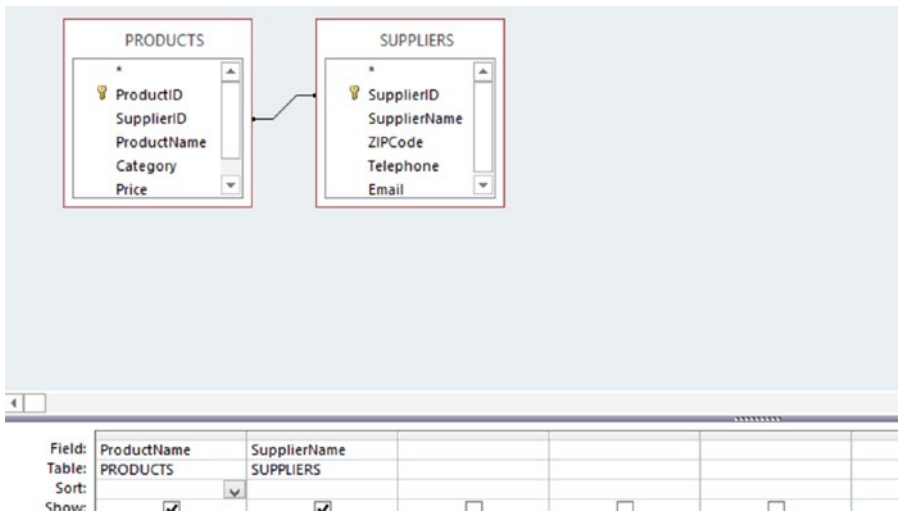 PRODUCTS
*
ProductID
SupplierID
ProductName
Category
Price
SUPPLIERS
*
SupplierID
SupplierName
ZIPCode
Telephone
Email
Field: ProductName SupplierName
Table: PRODUCTS SUPPLIERS
Sort:
Show: